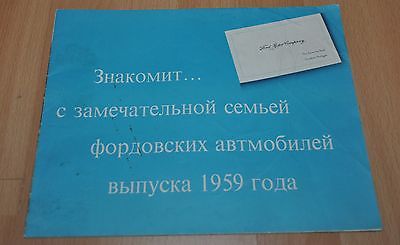 Ford Motor Company
Знакомит...
с замечательной семьей
фордовских автмобилей
выпуска 1959 года